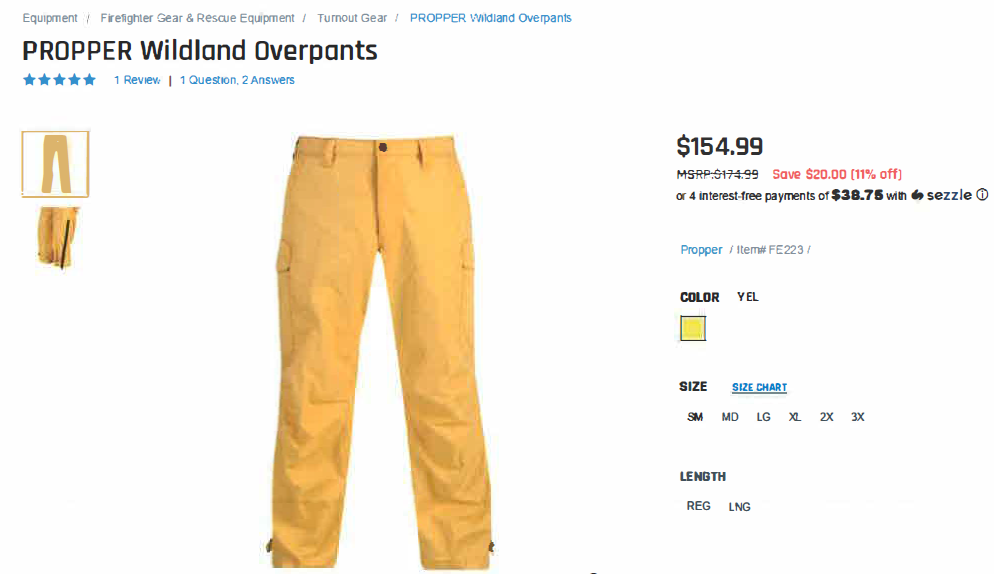 Equipment / Firefighter Gear & Rescue Equipment / Turnout Gear / PROPPER Wildland Overpants
PROPPER Wildland Overpants
1 Review | 1 Question, 2 Answers
$154.99
MSRP:$174.99 Save $20.00 (11% off)
or 4 interest-free payments of $38.75 with sezzle
Propper / Item# FE223 /
COLOR YEL
SIZE SIZE CHART
SM MD LG XL 2X 3X
LENGTH
REG LNG